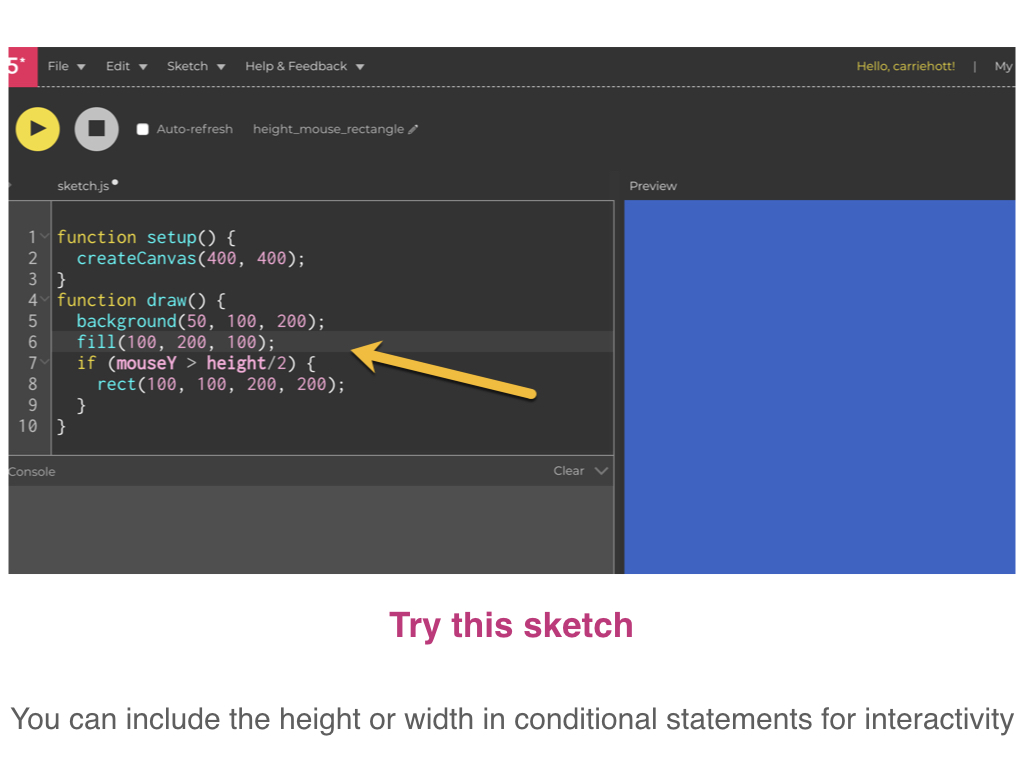 5*
File Edit Sketch Help & Feedback Hello, carriehott! | My
Auto-refresh height_mouse_rectangle
sketch.js Preview
1 function setup() {
2   createCanvas(400, 400);
3 }
4 function draw() {
5   background(50, 100, 200);
6   fill(100, 200, 100);
7   if (mouseY > height/2) {
8     rect(100, 100, 200, 200);
9   }
10 }
Console Clear
Try this sketch
You can include the height or width in conditional statements for interactivity